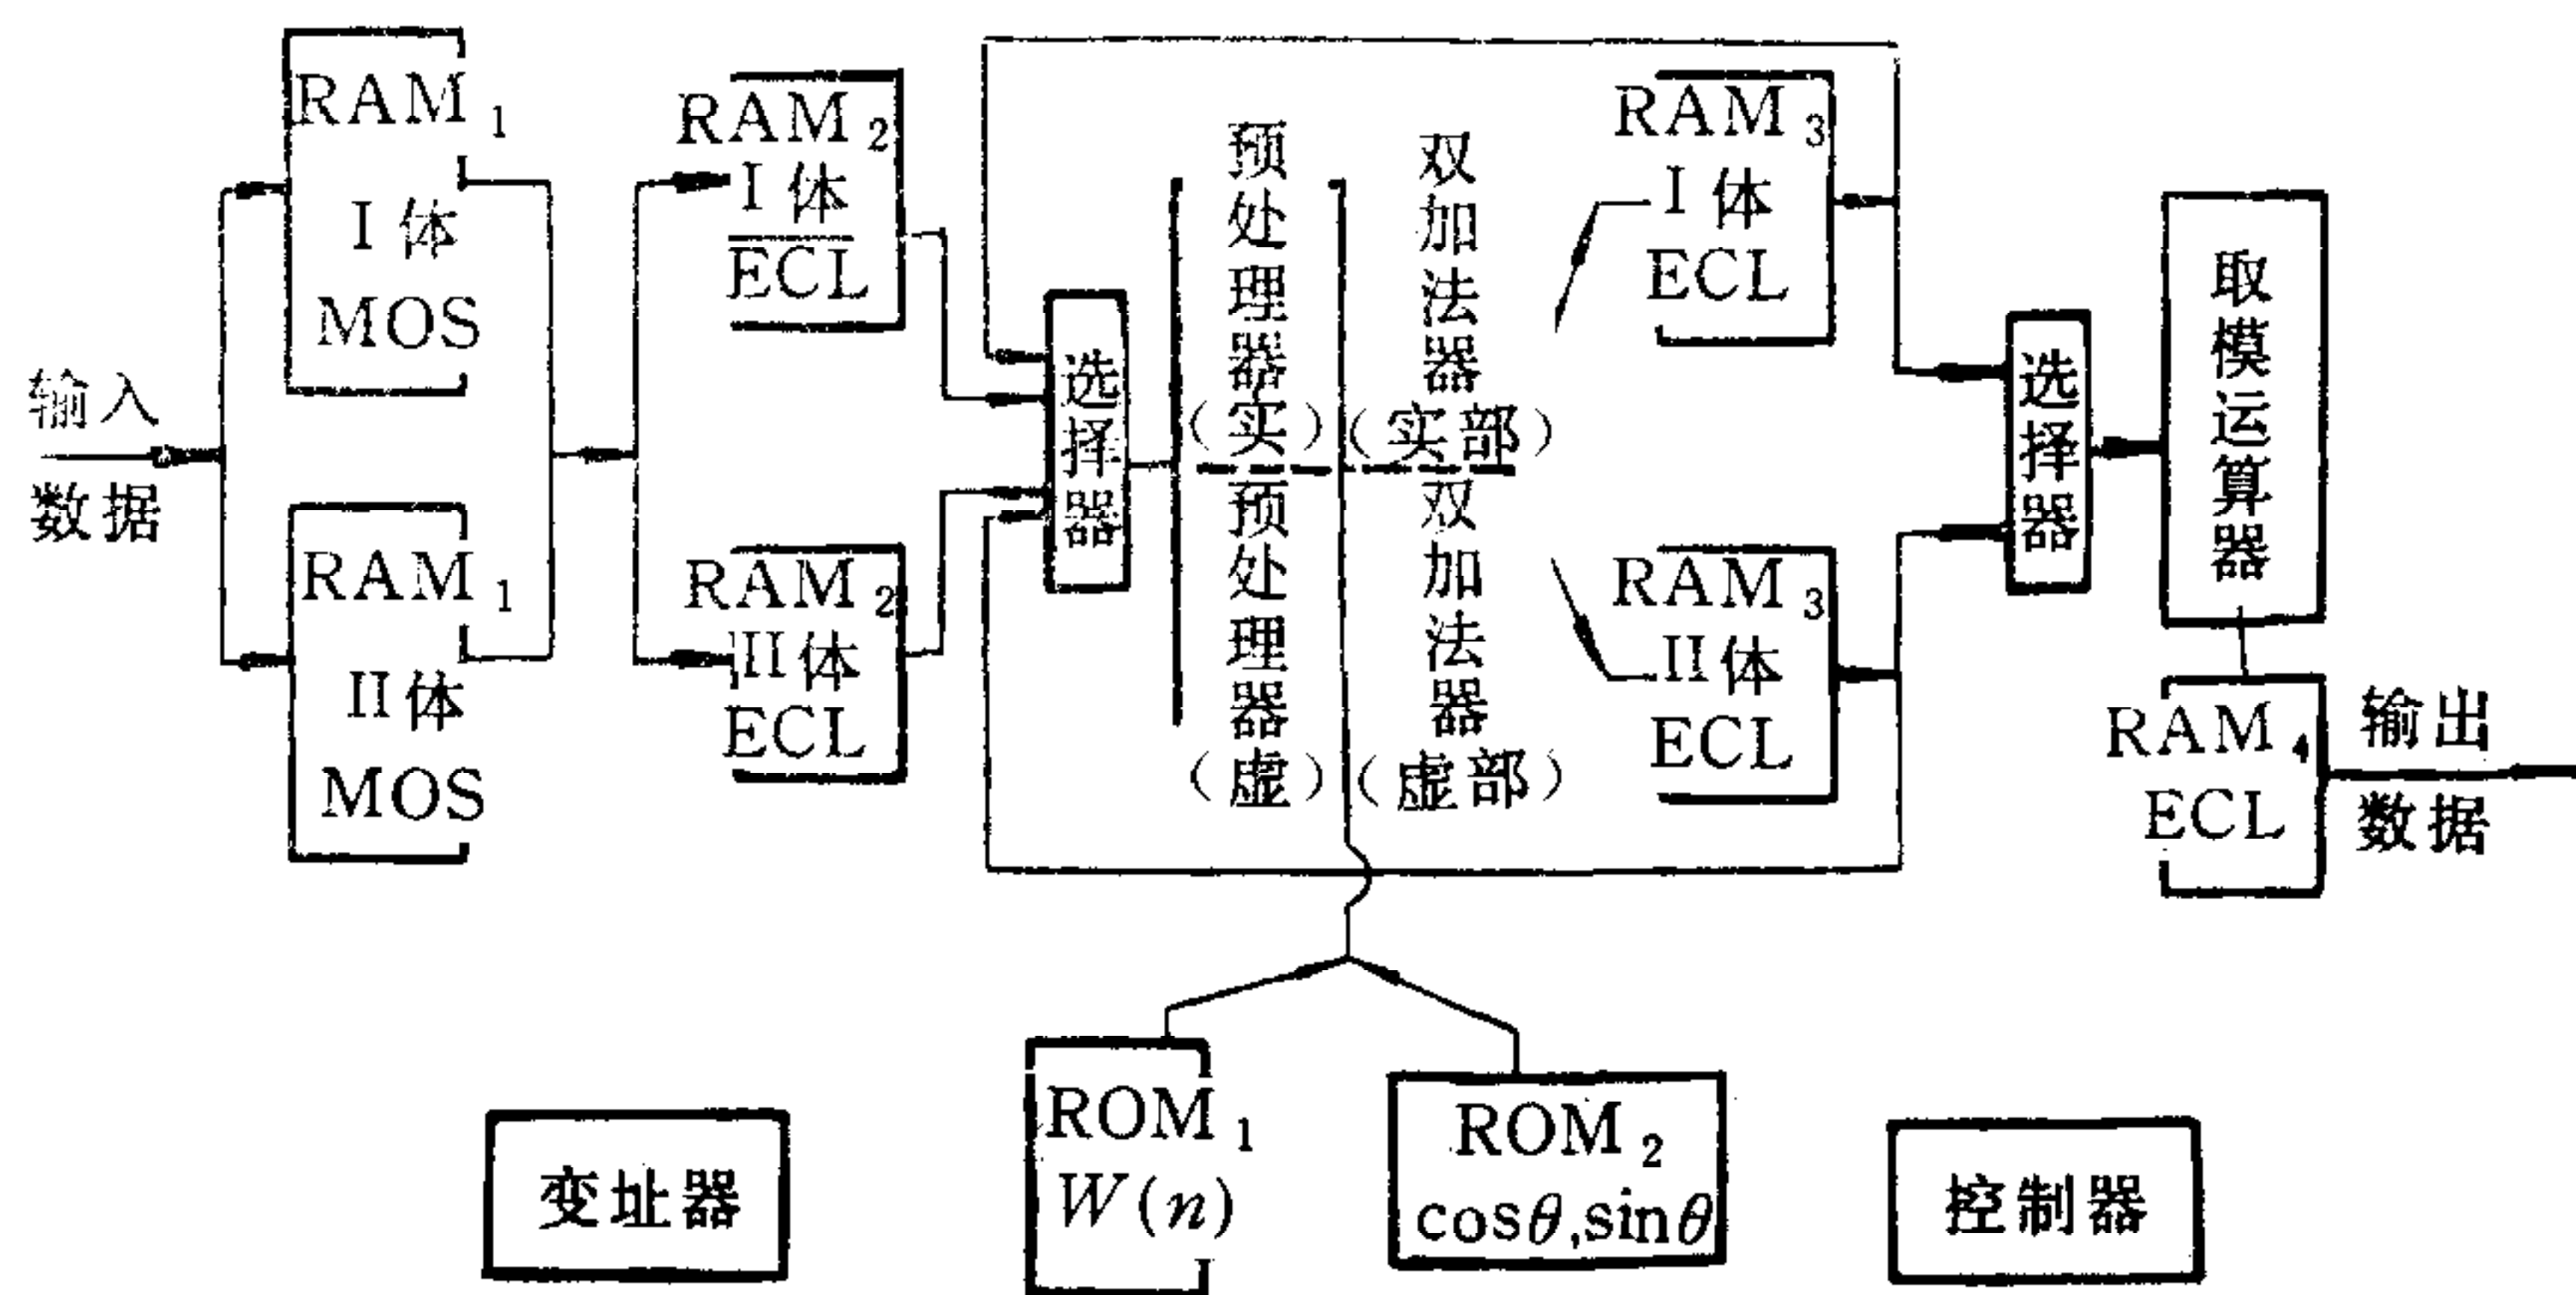 输入
数据
RAM₁
I体
MOS
RAM₁
II体
MOS
RAM₂
I体
ECL
RAM₂
II体
ECL
选择器
预处理器
（实）
预处理器
（虚）
双加法器
（实部）
双加法器
（虚部）
RAM₃
I体
ECL
RAM₃
II体
ECL
选择器
取模运算器
RAM₄
ECL
输出
数据
变址器
ROM₁
W(n)
ROM₂
cosθ,sinθ
控制器